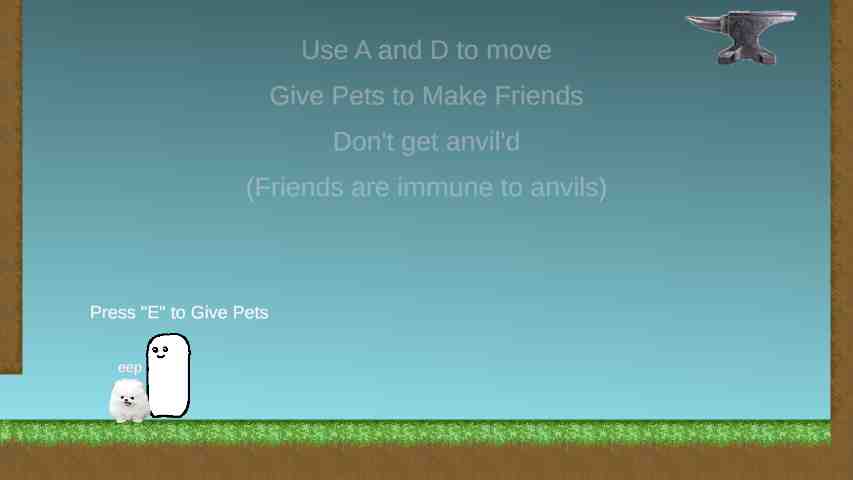 Use A and D to move
Give Pets to Make Friends
Don't get anvil'd
(Friends are immune to anvils)
Press "E" to Give Pets
eep